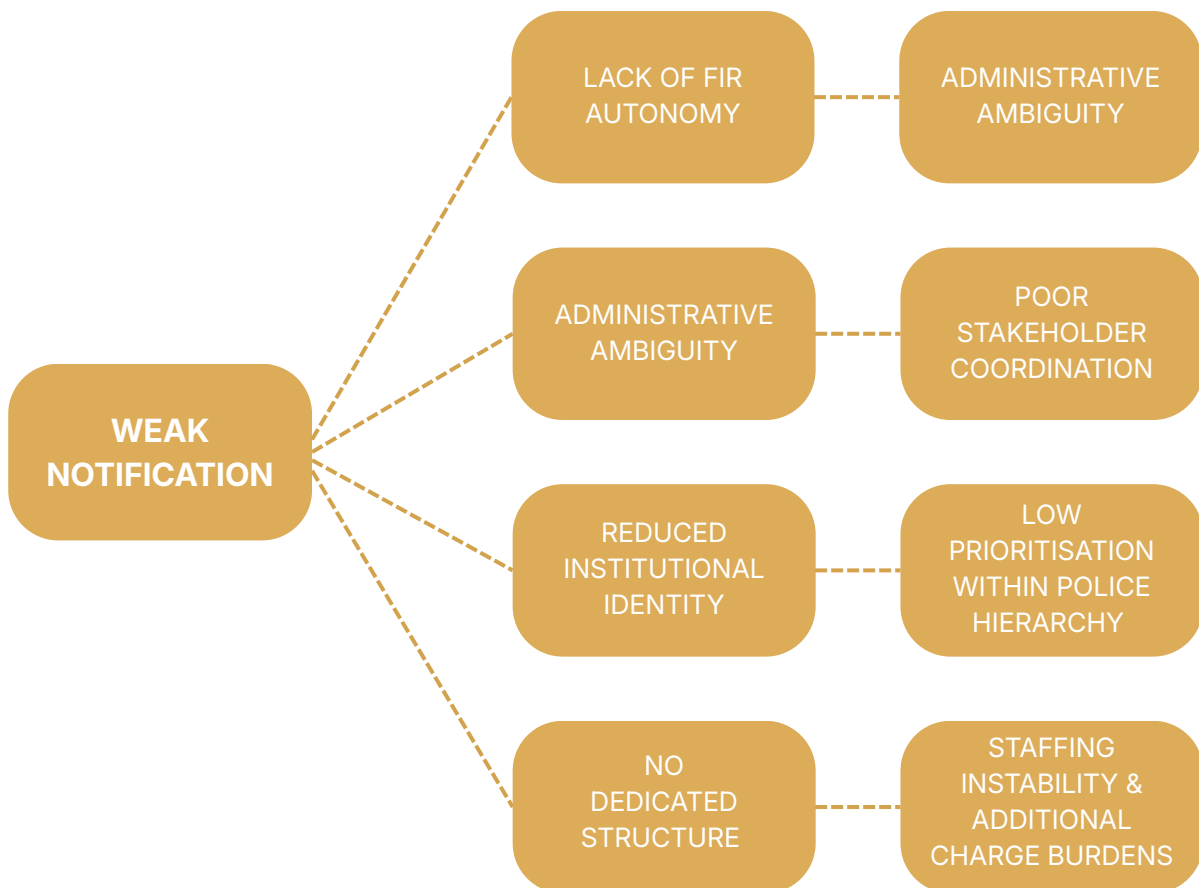 LACK OF FIR
AUTONOMY
ADMINISTRATIVE
AMBIGUITY
ADMINISTRATIVE
AMBIGUITY
POOR
STAKEHOLDER
COORDINATION
WEAK
NOTIFICATION
REDUCED
INSTITUTIONAL
IDENTITY
LOW
PRIORITISATION
WITHIN POLICE
HIERARCHY
NO
DEDICATED
STRUCTURE
STAFFING
INSTABILITY &
ADDITIONAL
CHARGE BURDENS